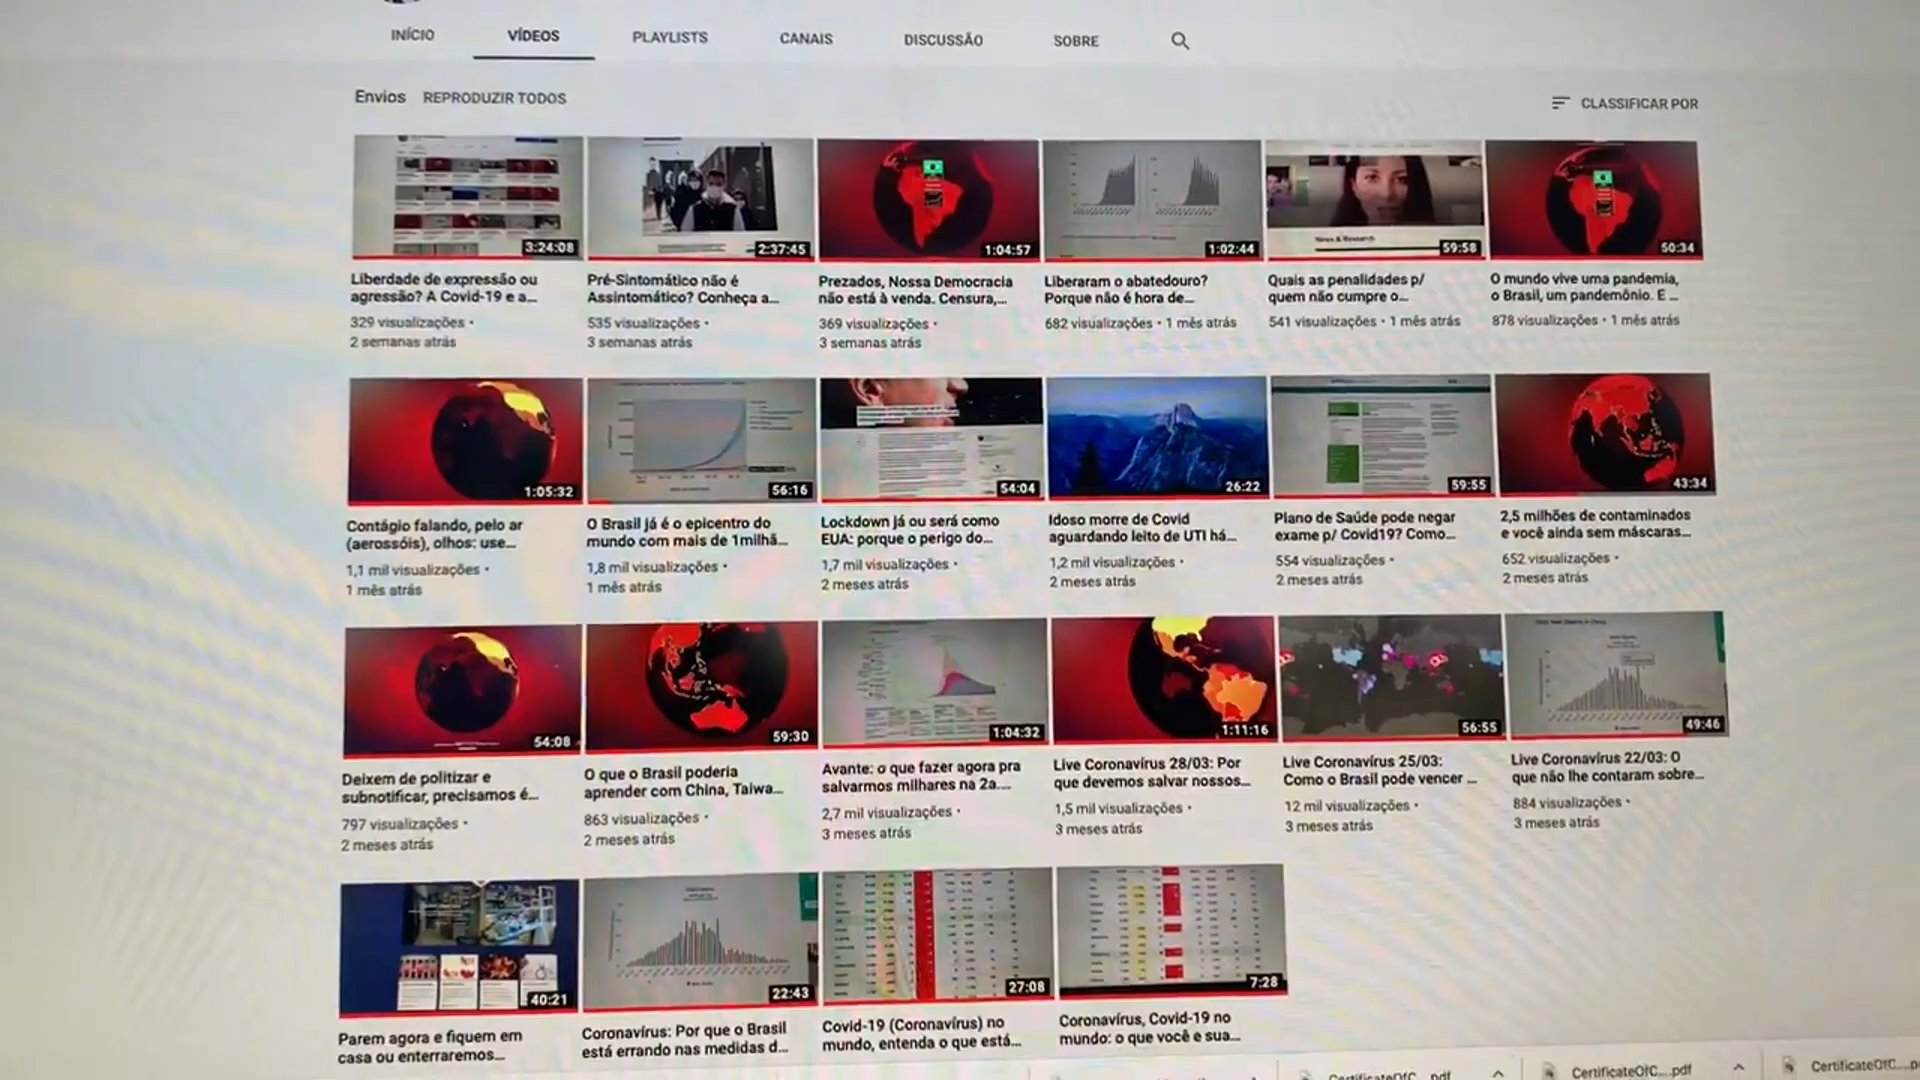 INÍCIO VÍDEOS PLAYLISTS CANAIS DISCUSSÃO SOBRE
Envios REPRODUZIR TODOS CLASSIFICAR POR
3:24:08 2:37:45 1:04:57 1:02:44 59:58 50:34
Liberdade de expressão ou
agressão? A Covid-19 e a...
329 visualizações •
2 semanas atrás
Pré-Sintomático não é
Assintomático? Conheça a...
535 visualizações •
3 semanas atrás
Prezados, Nossa Democracia
não está à venda. Censura,...
369 visualizações •
3 semanas atrás
Liberaram o abatedouro?
Porque não é hora de...
682 visualizações • 1 mês atrás
News & Research
Quais as penalidades p/
quem não cumpre o...
541 visualizações • 1 mês atrás
O mundo vive uma pandemia,
o Brasil, um pandemônio. E ...
878 visualizações • 1 mês atrás
1:05:32 56:16 54:04 26:22 59:55 43:34
Contágio falando, pelo ar
(aerossóis), olhos: use...
1,1 mil visualizações •
1 mês atrás
O Brasil já é o epicentro do
mundo com mais de 1milhã...
1,8 mil visualizações •
1 mês atrás
Lockdown já ou será como
EUA: porque o perigo do...
1,7 mil visualizações •
2 meses atrás
Idoso morre de Covid
aguardando leito de UTI há...
1,2 mil visualizações •
2 meses atrás
Plano de Saúde pode negar
exame p/ Covid19? Como...
554 visualizações •
2 meses atrás
2,5 milhões de contaminados
e você ainda sem máscaras...
652 visualizações •
2 meses atrás
54:08 59:30 1:04:32 1:11:16 56:55 49:46
Deixem de politizar e
subnotificar, precisamos é...
797 visualizações •
2 meses atrás
O que o Brasil poderia
aprender com China, Taiwa...
863 visualizações •
2 meses atrás
Avante: o que fazer agora pra
salvarmos milhares na 2a....
2,7 mil visualizações •
3 meses atrás
Live Coronavírus 28/03: Por
que devemos salvar nossos...
1,5 mil visualizações •
3 meses atrás
Live Coronavírus 25/03:
Como o Brasil pode vencer ...
12 mil visualizações •
3 meses atrás
Live Coronavírus 22/03: O
que não lhe contaram sobre...
884 visualizações •
3 meses atrás
40:21 22:43 27:08 7:28
Parem agora e fiquem em
casa ou enterraremos...
Coronavírus: Por que o Brasil
está errando nas medidas d...
Covid-19 (Coronavírus) no
mundo, entenda o que está...
Coronavírus, Covid-19 no
mundo: o que você e sua...
CertificateOfC....pdf CertificateOfC....pdf CertificateOfC....p